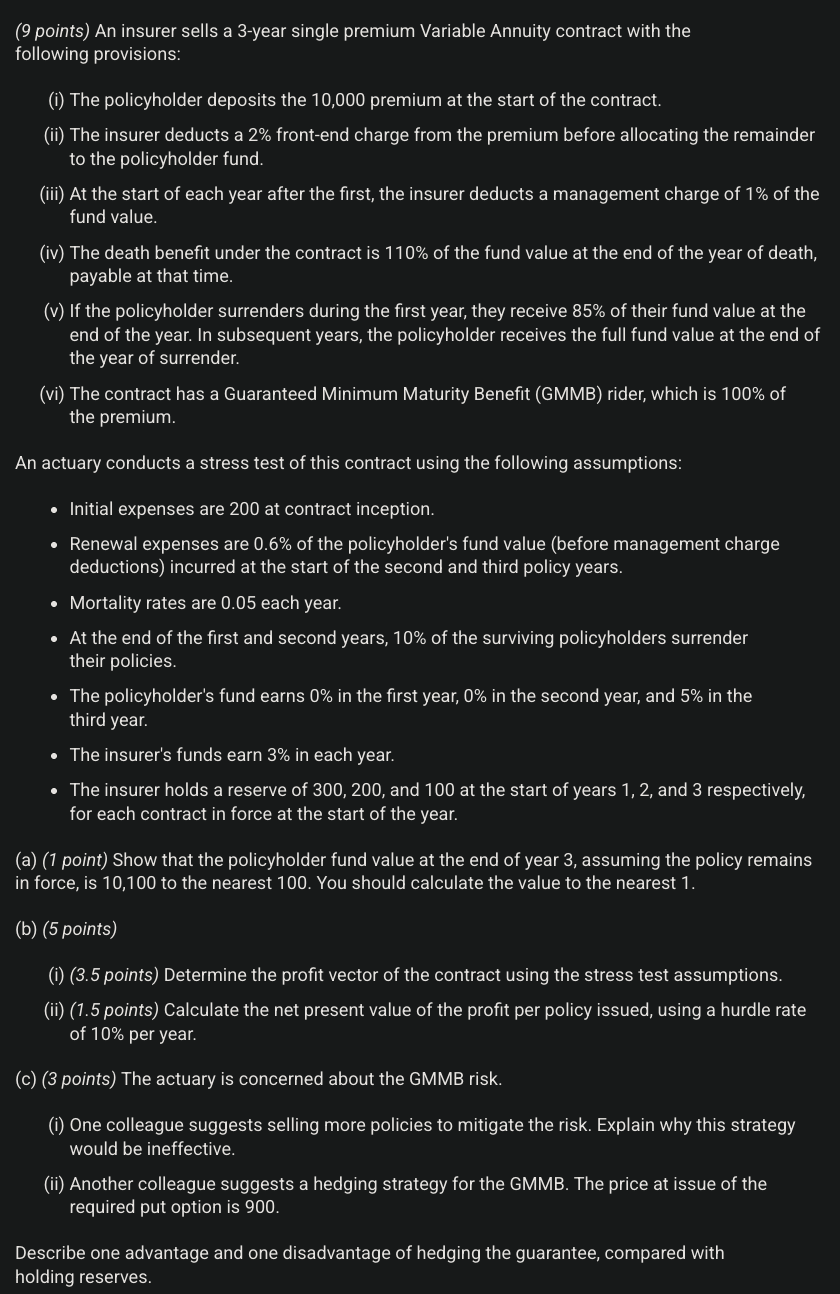 (9 points) An insurer sells a 3-year single premium Variable Annuity contract with the
following provisions:
(i) The policyholder deposits the 10,000 premium at the start of the contract.
(ii) The insurer deducts a 2% front-end charge from the premium before allocating the remainder
to the policyholder fund.
(iii) At the start of each year after the first, the insurer deducts a management charge of 1% of the
fund value.
(iv) The death benefit under the contract is 110% of the fund value at the end of the year of death,
payable at that time.
(v) If the policyholder surrenders during the first year, they receive 85% of their fund value at the
end of the year. In subsequent years, the policyholder receives the full fund value at the end of
the year of surrender.
(vi) The contract has a Guaranteed Minimum Maturity Benefit (GMMB) rider, which is 100% of
the premium.
An actuary conducts a stress test of this contract using the following assumptions:
• Initial expenses are 200 at contract inception.
• Renewal expenses are 0.6% of the policyholder's fund value (before management charge
deductions) incurred at the start of the second and third policy years.
• Mortality rates are 0.05 each year.
• At the end of the first and second years, 10% of the surviving policyholders surrender
their policies.
• The policyholder's fund earns 0% in the first year, 0% in the second year, and 5% in the
third year.
• The insurer's funds earn 3% in each year.
• The insurer holds a reserve of 300, 200, and 100 at the start of years 1, 2, and 3 respectively,
for each contract in force at the start of the year.
(a) (1 point) Show that the policyholder fund value at the end of year 3, assuming the policy remains
in force, is 10,100 to the nearest 100. You should calculate the value to the nearest 1.
(b) (5 points)
(i) (3.5 points) Determine the profit vector of the contract using the stress test assumptions.
(ii) (1.5 points) Calculate the net present value of the profit per policy issued, using a hurdle rate
of 10% per year.
(c) (3 points) The actuary is concerned about the GMMB risk.
(i) One colleague suggests selling more policies to mitigate the risk. Explain why this strategy
would be ineffective.
(ii) Another colleague suggests a hedging strategy for the GMMB. The price at issue of the
required put option is 900.
Describe one advantage and one disadvantage of hedging the guarantee, compared with
holding reserves.